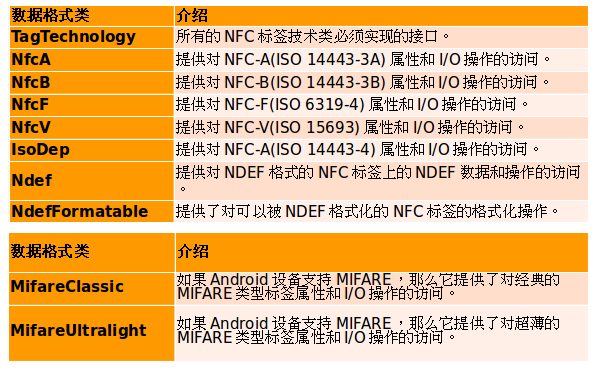 数据格式类 介绍
TagTechnology 所有的 NFC 标签技术类必须实现的接口。
NfcA 提供对 NFC-A(ISO 14443-3A) 属性和 I/O 操作的访问。
NfcB 提供对 NFC-B(ISO 14443-3B) 属性和 I/O 操作的访问。
NfcF 提供对 NFC-F(ISO 6319-4) 属性和 I/O 操作的访问。
NfcV 提供对 NFC-V(ISO 15693) 属性和 I/O 操作的访问。
IsoDep 提供对 NFC-A(ISO 14443-4) 属性和 I/O 操作的访问。
Ndef 提供对 NDEF 格式的 NFC 标签上的 NDEF 数据和操作的访问
。
NdefFormatable 提供了对可以被 NDEF 格式化的 NFC 标签的格式化操作。
数据格式类 介绍
MifareClassic 如果 Android 设备支持 MIFARE ，那么它提供了对经典的
MIFARE 类型标签属性和 I/O 操作的访问。
MifareUltralight 如果 Android 设备支持 MIFARE ，那么它提供了对超薄的
MIFARE 类型标签属性和 I/O 操作的访问。